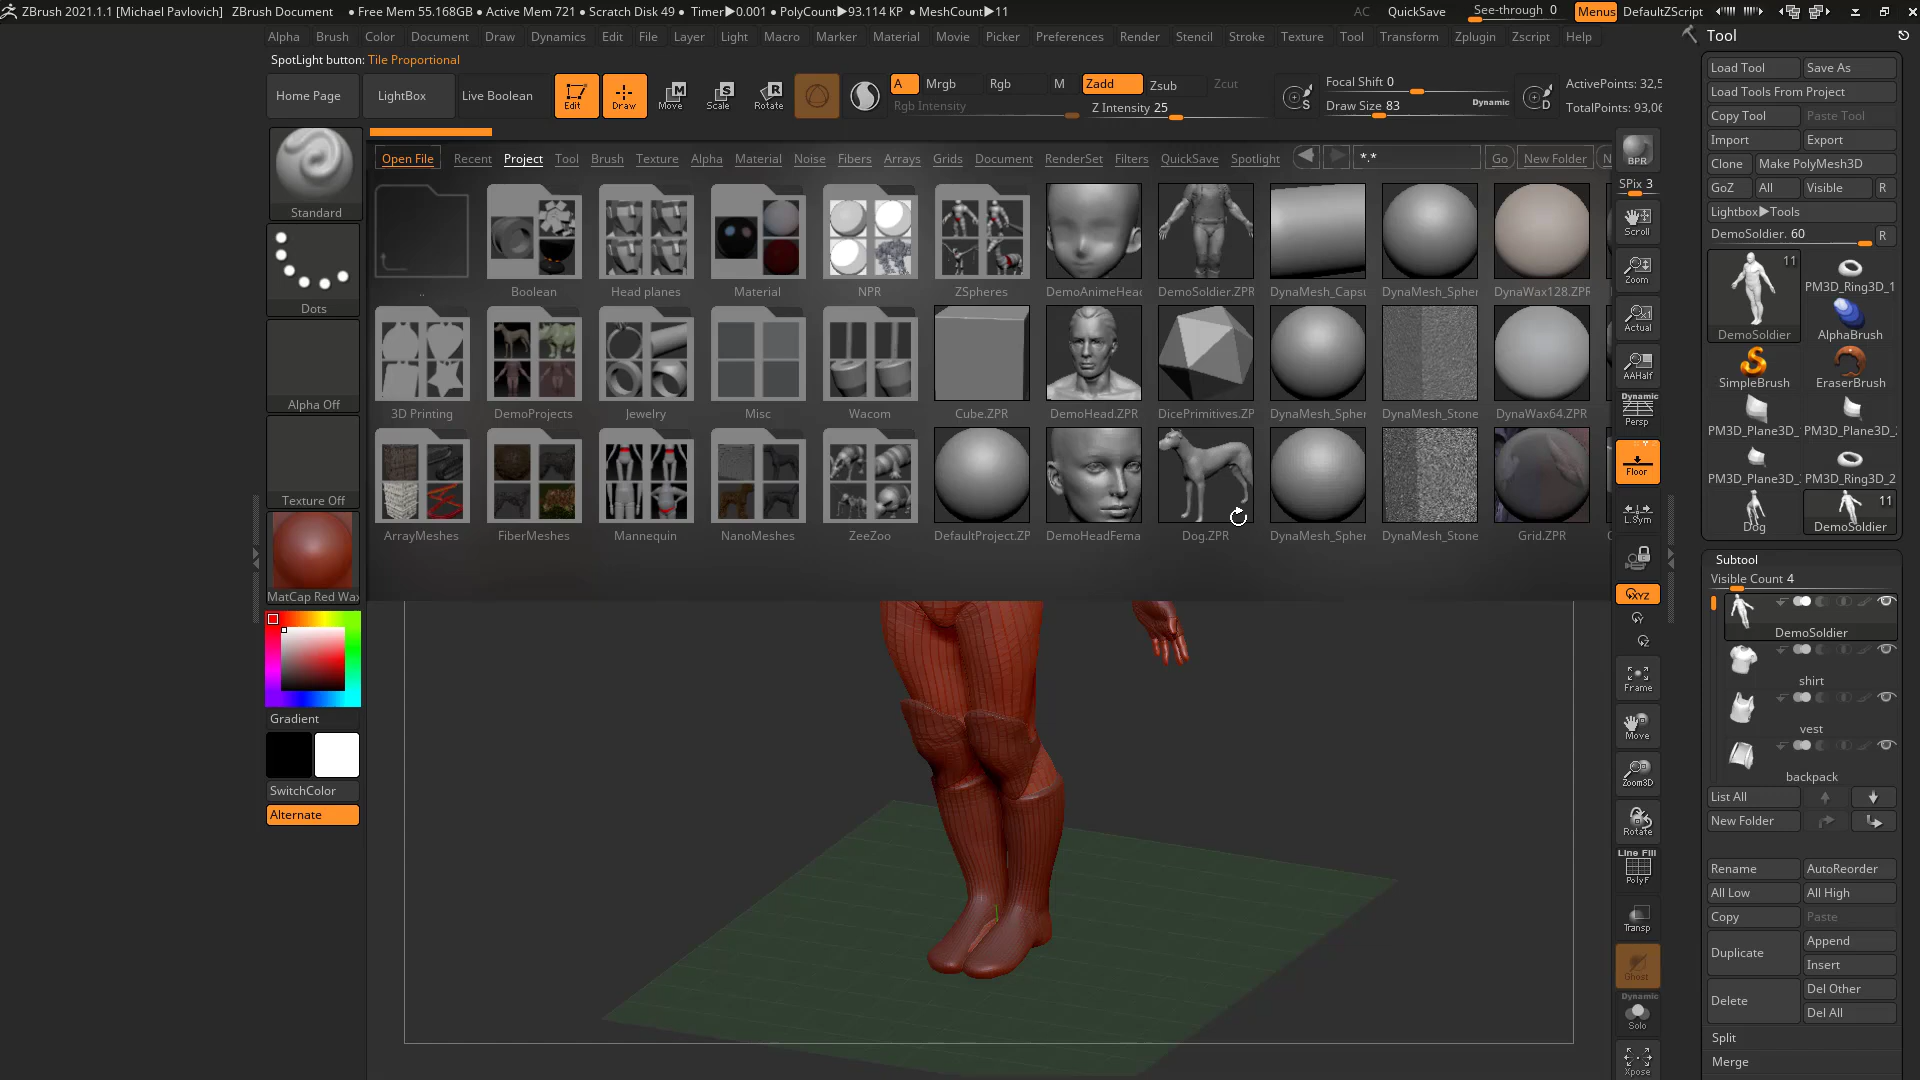 ZBrush 2021.1.1 [Michael Pavlovich] ZBrush Document • Free Mem 55.168GB • Active Mem 721 • Scratch Disk 49 • Timer▶0.001 • PolyCount▶93.114 KP • MeshCount▶11 AC QuickSave See-through 0 Menus DefaultZScript
Alpha Brush Color Document Draw Dynamics Edit File Layer Light Macro Marker Material Movie Picker Preferences Render Stencil Stroke Texture Tool Transform Zplugin Zscript Help
SpotLight button: Tile Proportional
Home Page LightBox Live Boolean Edit Draw Move Scale Rotate
A Mrgb Rgb M Zadd Zsub Zcut
Rgb Intensity Z Intensity 25
S Focal Shift 0
Draw Size 83 Dynamic D
ActivePoints: 32,5
TotalPoints: 93,06
Open File Recent Project Tool Brush Texture Alpha Material Noise Fibers Arrays Grids Document RenderSet Filters QuickSave Spotlight *.* Go New Folder N
.. Boolean Head planes Material NPR ZSpheres DemoAnimeHead DemoSoldier.ZPR DynaMesh_Capsu DynaMesh_Spher DynaWax128.ZPR
3D Printing DemoProjects Jewelry Misc Wacom Cube.ZPR DemoHead.ZPR DicePrimitives.ZP DynaMesh_Spher DynaMesh_Stone DynaWax64.ZPR
ArrayMeshes FiberMeshes Mannequin NanoMeshes ZeeZoo DefaultProject.ZP DemoHeadFema Dog.ZPR DynaMesh_Spher DynaMesh_Stone Grid.ZPR
Standard
Dots
Alpha Off
Texture Off
MatCap Red Wax
Gradient
SwitchColor
Alternate
BPR
SPix 3
Scroll
Zoom
Actual
AAHalf
Dynamic
Persp
Floor
L.Sym
XYZ
Frame
Move
Zoom3D
Rotate
Line Fill
PolyF
Transp
Ghost
Dynamic
Solo
Xpose
Tool
Load Tool Save As
Load Tools From Project
Copy Tool Paste Tool
Import Export
Clone Make PolyMesh3D
GoZ All Visible R
Lightbox▶Tools
DemoSoldier. 60 R
11
DemoSoldier PM3D_Ring3D_1
AlphaBrush
SimpleBrush EraserBrush
PM3D_Plane3D_ PM3D_Plane3D_
PM3D_Plane3D_ PM3D_Ring3D_2
11
Dog DemoSoldier
Subtool
Visible Count 4
DemoSoldier
shirt
vest
backpack
List All
New Folder
Rename AutoReorder
All Low All High
Copy Paste
Duplicate Append
Insert
Delete Del Other
Del All
Split
Merge